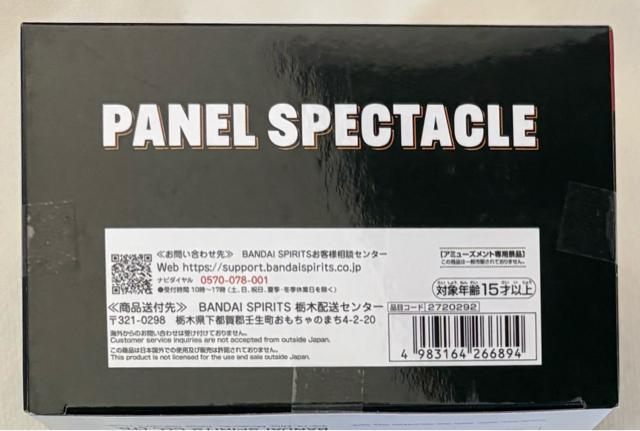 PANEL SPECTACLE
≪お問い合わせ先≫ BANDAI SPIRITSお客様相談センター
Web https://support.bandaispirits.co.jp
ナビダイヤル 0570-078-001
●受付時間 10時〜17時(土、日、祝日、夏季・冬季休業日を除く)
[アミューズメント専用景品]
この商品は一般市販されておりません。
対象年齢15才以上
≪商品送付先≫ BANDAI SPIRITS 栃木配送センター
〒321-0298 栃木県下都賀郡壬生町おもちゃのまち4-2-20
品目コード 2720292
海外からのお問い合わせは受け付けておりません。
Customer service inquiries are not accepted from outside Japan.
この商品は日本国外での使用及び販売は許諾されておりません。
This product is not licensed for the use and sale outside Japan.
4 983164 266894